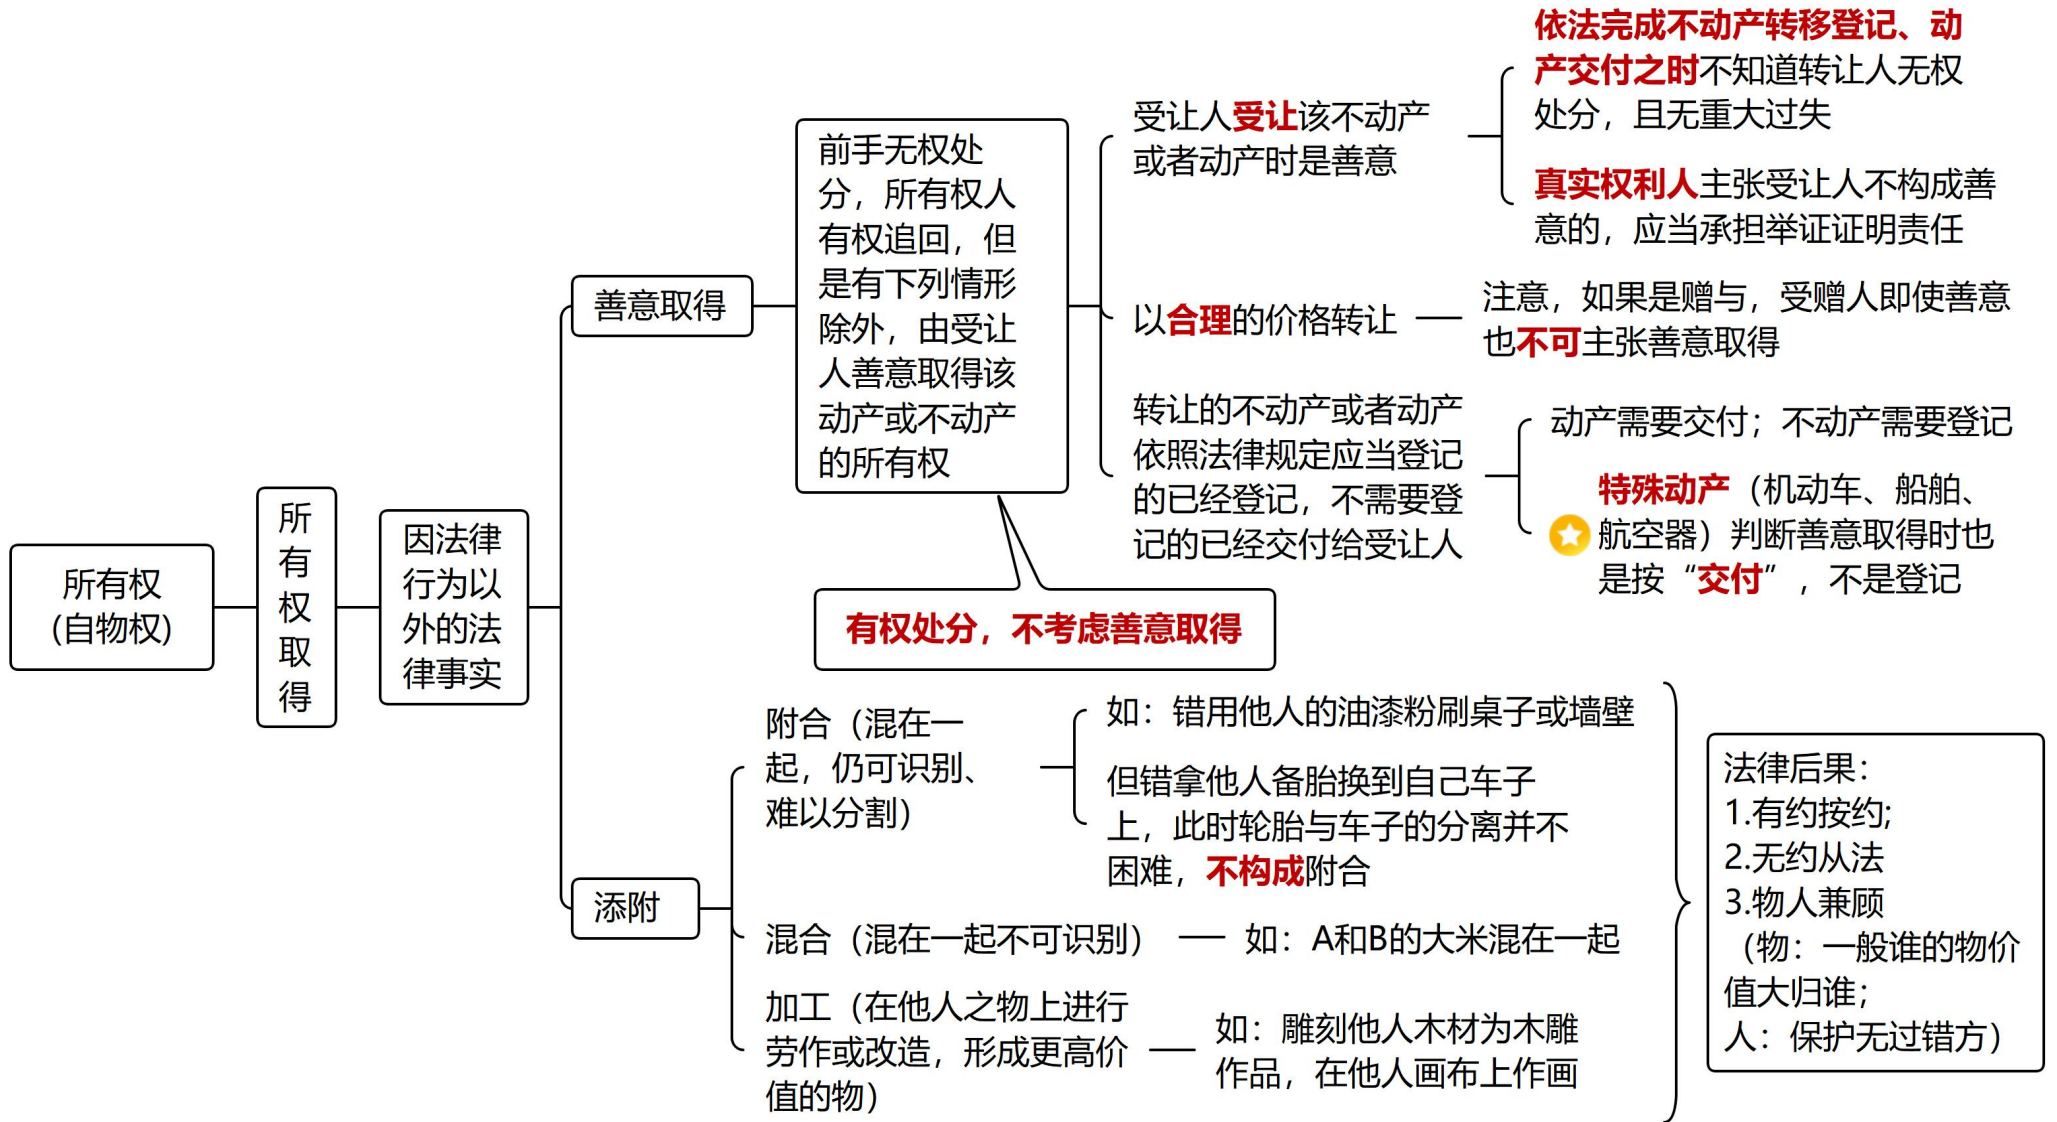 所有权
(自物权)
所
有
权
取
得
因法律
行为以
外的法
律事实
善意取得
前手无权处
分，所有权人
有权追回，但
是有下列情形
除外，由受让
人善意取得该
动产或不动产
的所有权
有权处分，不考虑善意取得
受让人受让该不动产
或者动产时是善意
依法完成不动产转移登记、动
产交付之时不知道转让人无权
处分，且无重大过失
真实权利人主张受让人不构成善
意的，应当承担举证证明责任
以合理的价格转让
注意，如果是赠与，受赠人即使善意
也不可主张善意取得
转让的不动产或者动产
依照法律规定应当登记
的已经登记，不需要登
记的已经交付给受让人
动产需要交付；不动产需要登记
特殊动产（机动车、船舶、
航空器）判断善意取得时也
是按“交付”，不是登记
添附
附合（混在一
起，仍可识别、
难以分割）
如：错用他人的油漆粉刷桌子或墙壁
但错拿他人备胎换到自己车子
上，此时轮胎与车子的分离并不
困难，不构成附合
混合（混在一起不可识别）
如：A和B的大米混在一起
加工（在他人之物上进行
劳作或改造，形成更高价
值的物）
如：雕刻他人木材为木雕
作品，在他人画布上作画
法律后果：
1.有约按约;
2.无约从法
3.物人兼顾
（物：一般谁的物价
值大归谁；
人：保护无过错方）